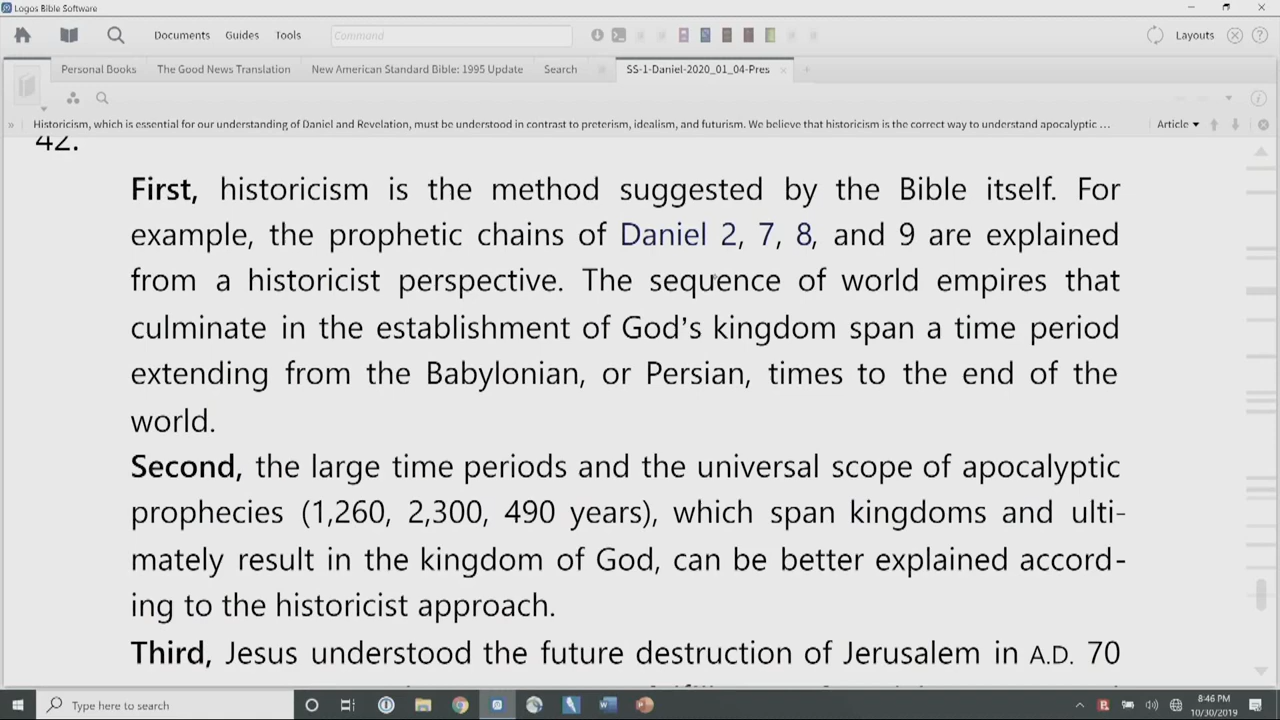 Logos Bible Software
Documents Guides Tools Command Layouts
Personal Books The Good News Translation New American Standard Bible: 1995 Update Search SS-1-Daniel-2020_01_04-Pres
» Historicism, which is essential for our understanding of Daniel and Revelation, must be understood in contrast to preterism, idealism, and futurism. We believe that historicism is the correct way to understand apocalyptic ... Article
42.
First, historicism is the method suggested by the Bible itself. For
example, the prophetic chains of Daniel 2, 7, 8, and 9 are explained
from a historicist perspective. The sequence of world empires that
culminate in the establishment of God's kingdom span a time period
extending from the Babylonian, or Persian, times to the end of the
world.
Second, the large time periods and the universal scope of apocalyptic
prophecies (1,260, 2,300, 490 years), which span kingdoms and ulti-
mately result in the kingdom of God, can be better explained accord-
ing to the historicist approach.
Third, Jesus understood the future destruction of Jerusalem in A.D. 70
Type here to search
8:46 PM
10/30/2019